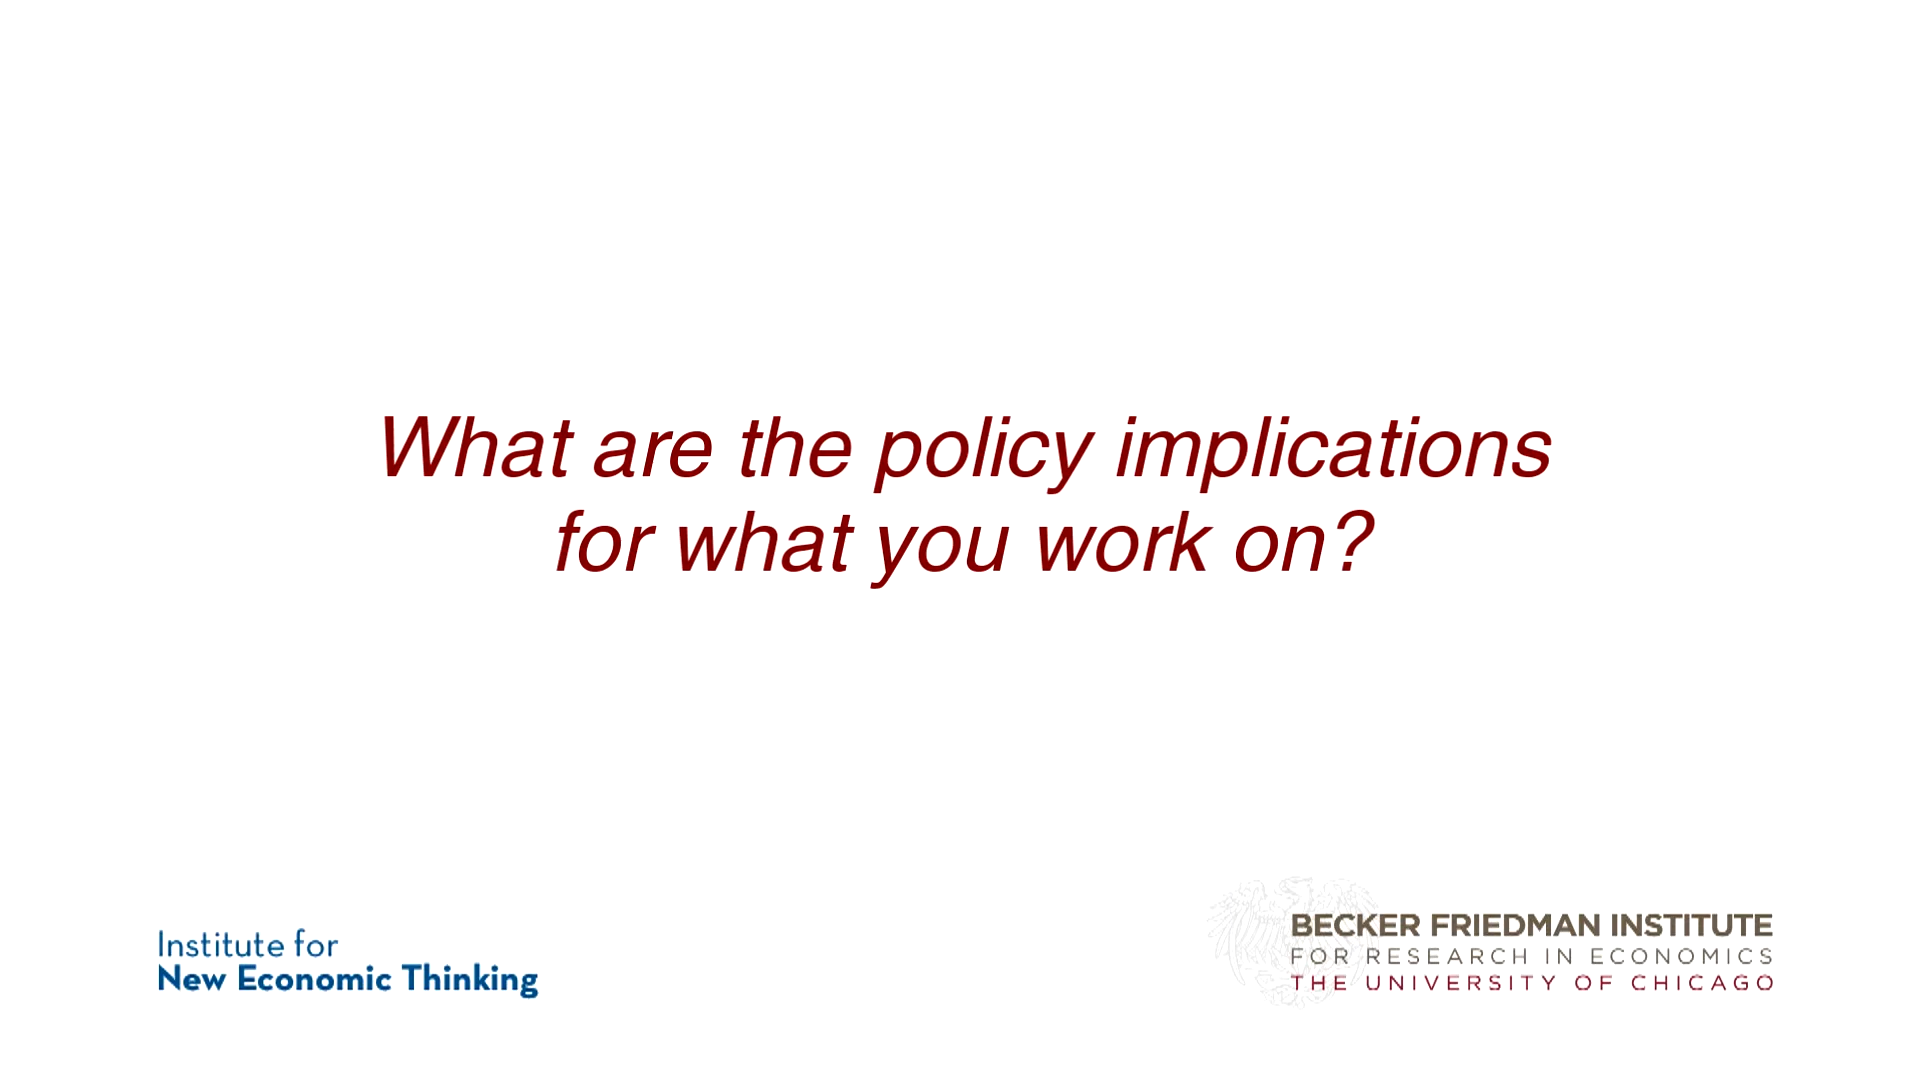 What are the policy implications
for what you work on?
Institute for
New Economic Thinking
BECKER FRIEDMAN INSTITUTE
FOR RESEARCH IN ECONOMICS
THE UNIVERSITY OF CHICAGO